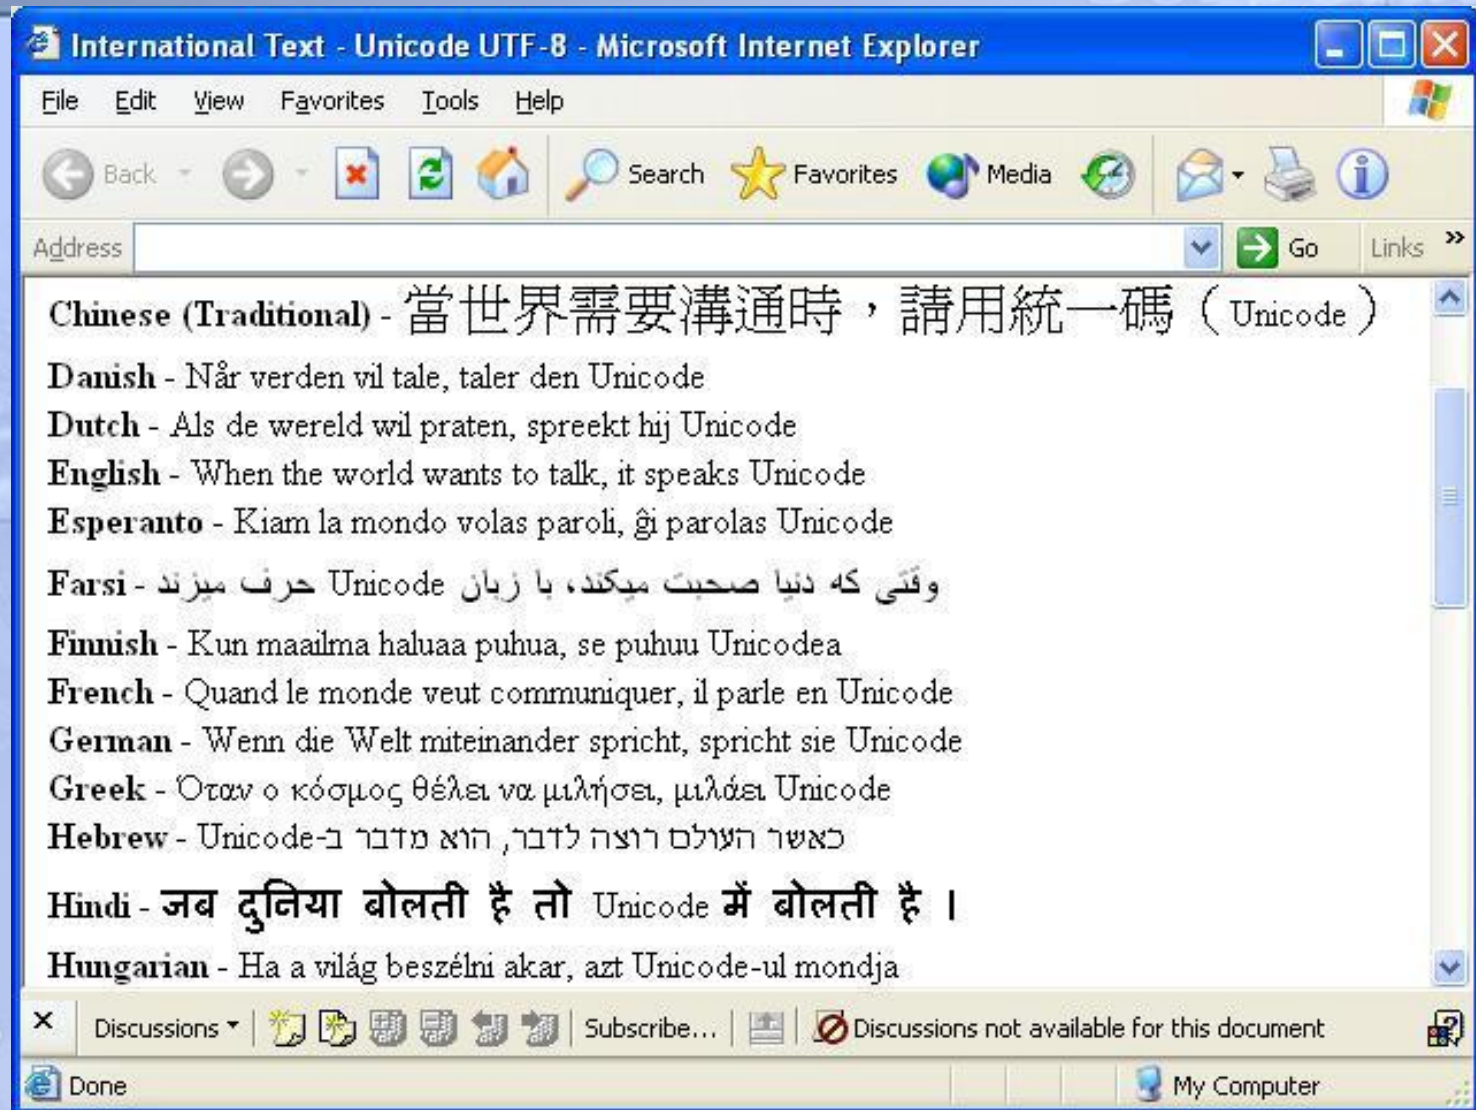 International Text - Unicode UTF-8 - Microsoft Internet Explorer
File Edit View Favorites Tools Help
Back Search Favorites Media
Address Go Links »
Chinese (Traditional) - 當世界需要溝通時，請用統一碼（Unicode）
Danish - Når verden vil tale, taler den Unicode
Dutch - Als de wereld wil praten, spreekt hij Unicode
English - When the world wants to talk, it speaks Unicode
Esperanto - Kiam la mondo volas paroli, ĝi parolas Unicode
Farsi - وقتی که دنیا صحبت میکند، با زبان Unicode حرف میزند
Finnish - Kun maailma haluaa puhua, se puhuu Unicodea
French - Quand le monde veut communiquer, il parle en Unicode
German - Wenn die Welt miteinander spricht, spricht sie Unicode
Greek - Όταν ο κόσμος θέλει να μιλήσει, μιλάει Unicode
Hebrew - כאשר העולם רוצה לדבר, הוא מדבר ב-Unicode
Hindi - जब दुनिया बोलती है तो Unicode में बोलती है ।
Hungarian - Ha a világ beszélni akar, azt Unicode-ul mondja
Discussions Subscribe... Discussions not available for this document
Done My Computer